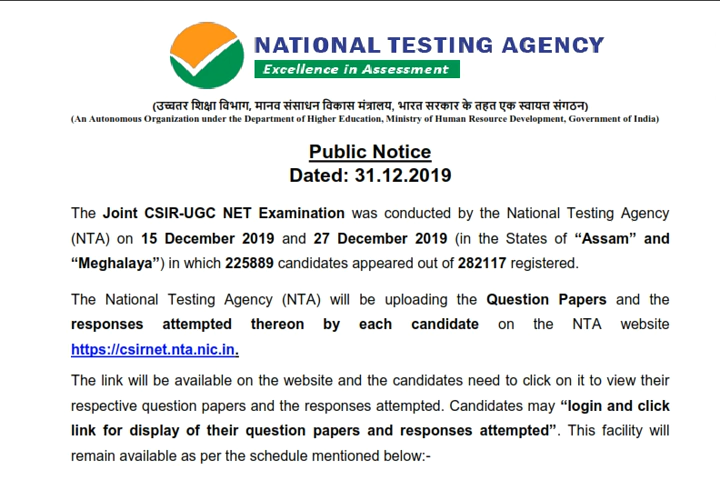 NATIONAL TESTING AGENCY
Excellence in Assessment
(उच्चतर शिक्षा विभाग, मानव संसाधन विकास मंत्रालय, भारत सरकार के तहत एक स्वायत्त संगठन)
(An Autonomous Organization under the Department of Higher Education, Ministry of Human Resource Development, Government of India)
Public Notice
Dated: 31.12.2019
The Joint CSIR-UGC NET Examination was conducted by the National Testing Agency
(NTA) on 15 December 2019 and 27 December 2019 (in the States of “Assam” and
“Meghalaya”) in which 225889 candidates appeared out of 282117 registered.
The National Testing Agency (NTA) will be uploading the Question Papers and the
responses attempted thereon by each candidate on the NTA website
https://csirnet.nta.nic.in.
The link will be available on the website and the candidates need to click on it to view their
respective question papers and the responses attempted. Candidates may “login and click
link for display of their question papers and responses attempted”. This facility will
remain available as per the schedule mentioned below:-